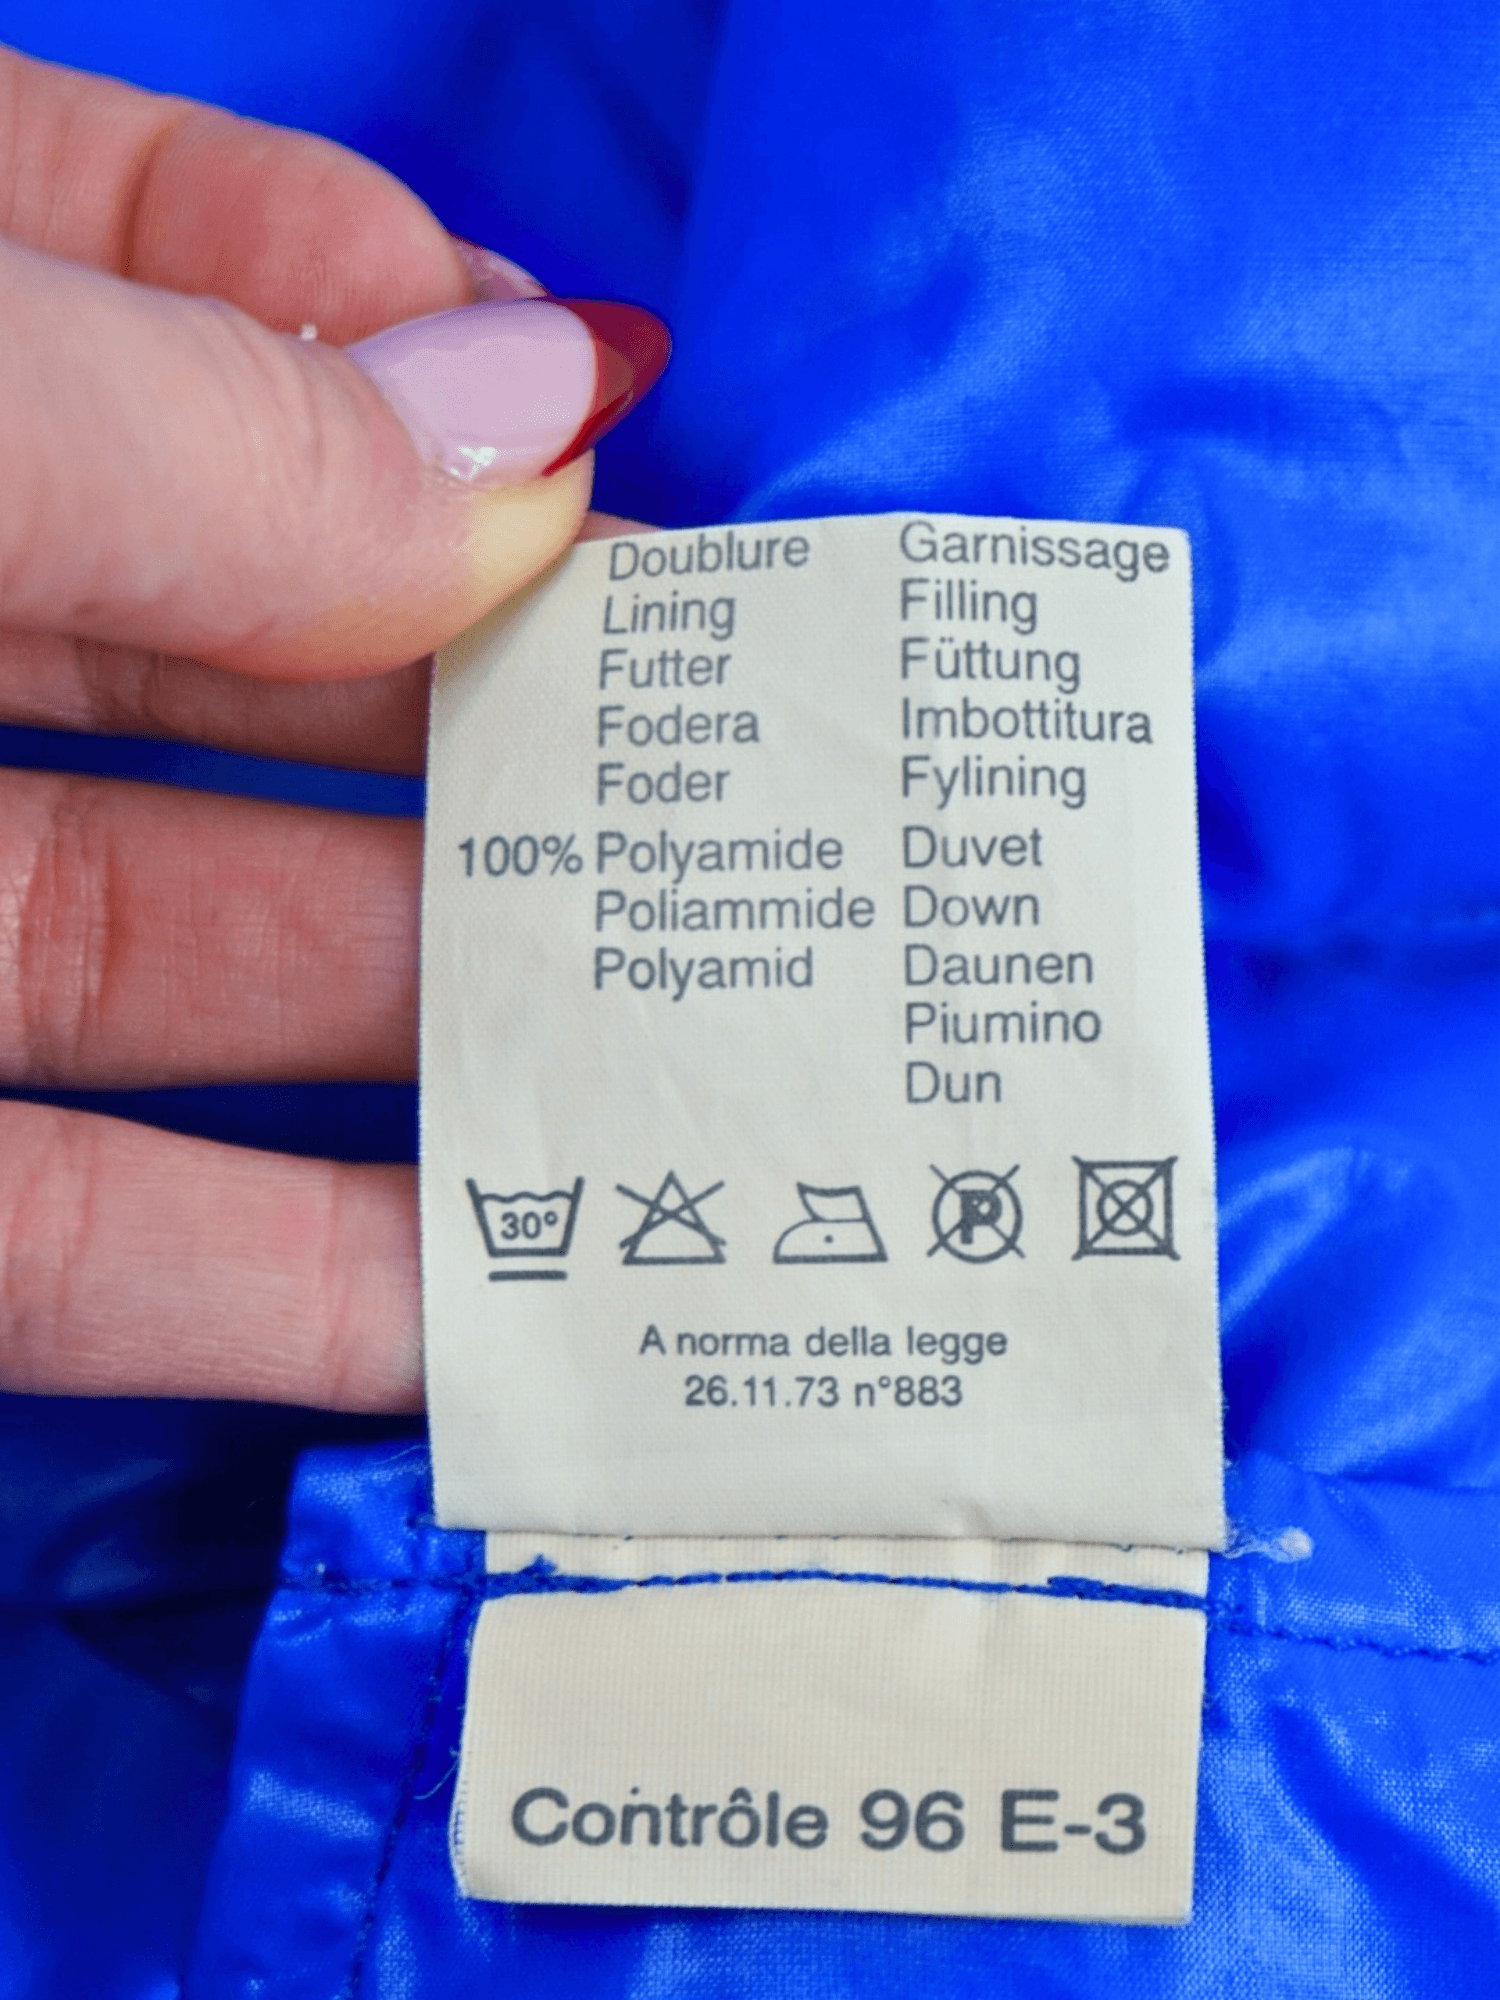 Doublure Garnissage
Lining Filling
Futter Füttung
Fodera Imbottitura
Foder Fylining
100% Polyamide Duvet
Poliammide Down
Polyamid Daunen
Piumino
Dun
30°
P
A norma della legge
26.11.73 n°883
Contrôle 96 E-3